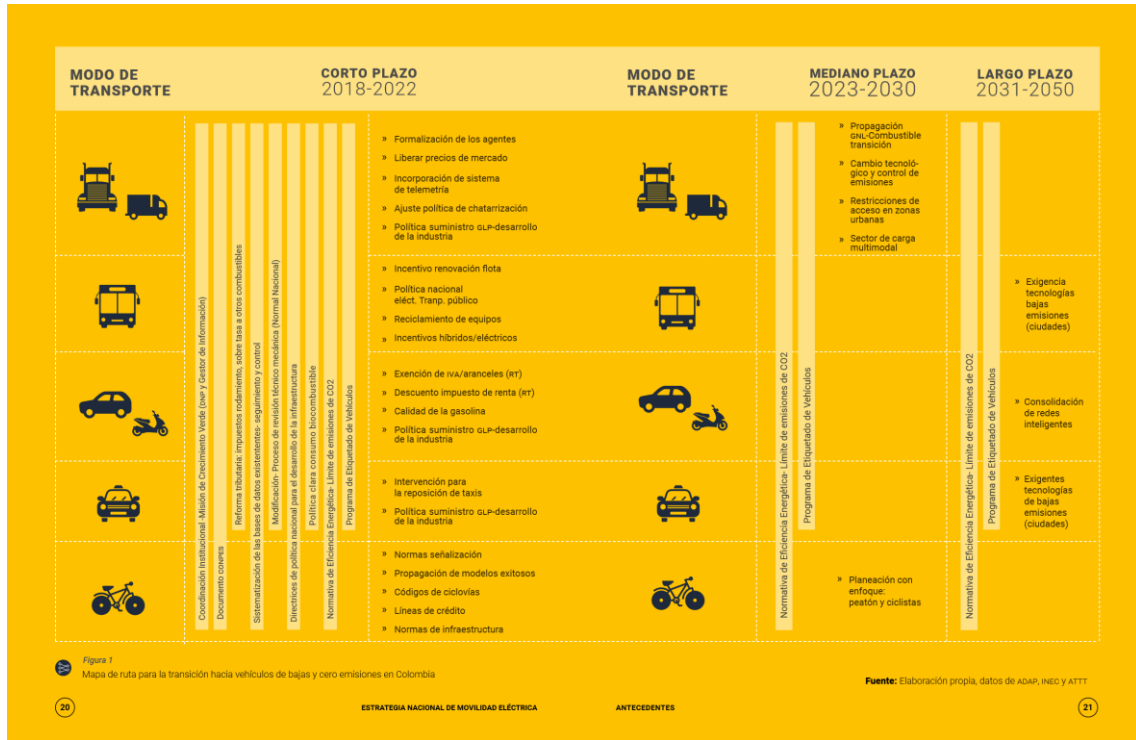 MODO DE
TRANSPORTE
CORTO PLAZO
2018-2022
Coordinación Institucional -Misión de Crecimiento Verde (DNP y Gestor de Información)
Documento CONPES
Reforma tributaria: impuestos rodamiento, sobre tasa a otros combustibles
Sistematización de las bases de datos existententes- seguimiento y control
Modificación- Proceso de revisión técnico mecánica (Normal Nacional)
Directrices de política nacional para el desarrollo de la infraestructura
Política clara consumo biocombustible
Normativa de Eficiencia Energética- Límite de emisiones de CO2
Programa de Etiquetado de Vehículos
» Formalización de los agentes
» Liberar precios de mercado
» Incorporación de sistema
de telemetría
» Ajuste política de chatarrización
» Política suministro GLP-desarrollo
de la industria
» Incentivo renovación flota
» Política nacional
eléct. Tranp. público
» Reciclamiento de equipos
» Incentivos híbridos/eléctricos
» Exención de IVA/aranceles (RT)
» Descuento impuesto de renta (RT)
» Calidad de la gasolina
» Política suministro GLP-desarrollo
de la industria
» Intervención para
la reposición de taxis
» Política suministro GLP-desarrollo
de la industria
» Normas señalización
» Propagación de modelos exitosos
» Códigos de ciclovías
» Líneas de crédito
» Normas de infraestructura
MODO DE
TRANSPORTE
MEDIANO PLAZO
2023-2030
LARGO PLAZO
2031-2050
Normativa de Eficiencia Energética- Límite de emisiones de CO2
Programa de Etiquetado de Vehículos
» Propagación
GNL-Combustible
transición
» Cambio tecnoló-
gico y control de
emisiones
» Restricciones de
acceso en zonas
urbanas
» Sector de carga
multimodal
» Planeación con
enfoque:
peatón y ciclistas
Normativa de Eficiencia Energética- Límite de emisiones de CO2
Programa de Etiquetado de Vehículos
» Exigencia
tecnologías
bajas
emisiones
(ciudades)
» Consolidación
de redes
inteligentes
» Exigentes
tecnologías
de bajas
emisiones
(ciudades)
Figura 1
Mapa de ruta para la transición hacia vehículos de bajas y cero emisiones en Colombia
Fuente: Elaboración propia, datos de ADAP, INEC y ATTT
20
ESTRATEGIA NACIONAL DE MOVILIDAD ELÉCTRICA
ANTECEDENTES
21